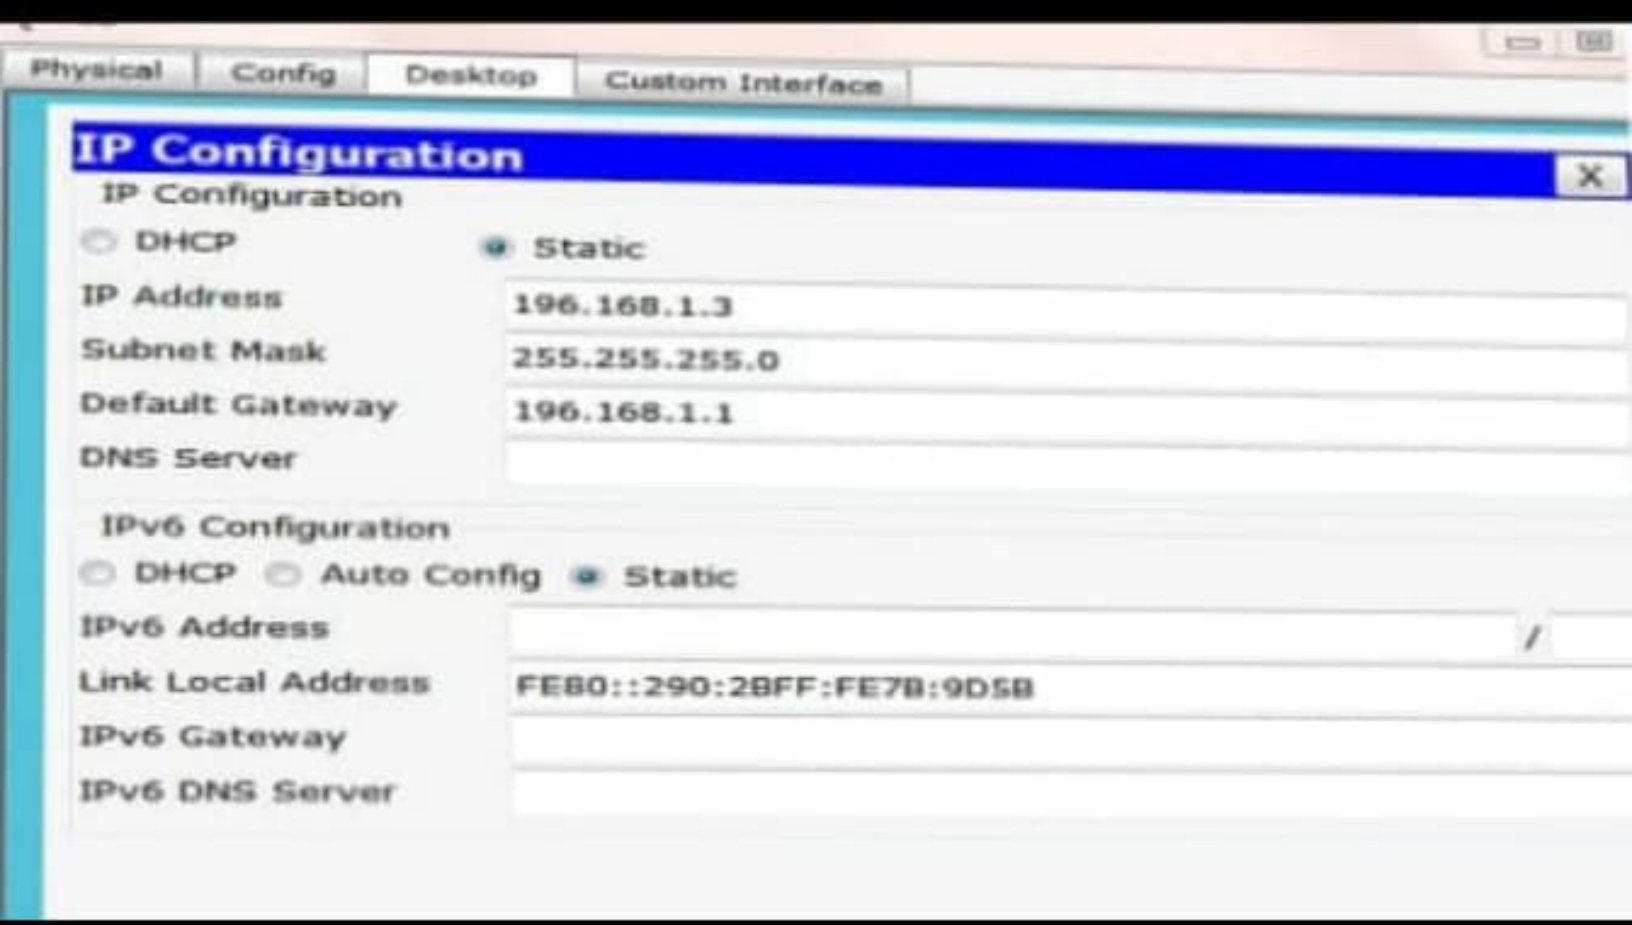 Physical Config Desktop Custom Interface
IP Configuration X
IP Configuration
DHCP Static
IP Address 196.168.1.3
Subnet Mask 255.255.255.0
Default Gateway 196.168.1.1
DNS Server
IPv6 Configuration
DHCP Auto Config Static
IPv6 Address /
Link Local Address FE80::290:2BFF:FE7B:9D5B
IPv6 Gateway
IPv6 DNS Server